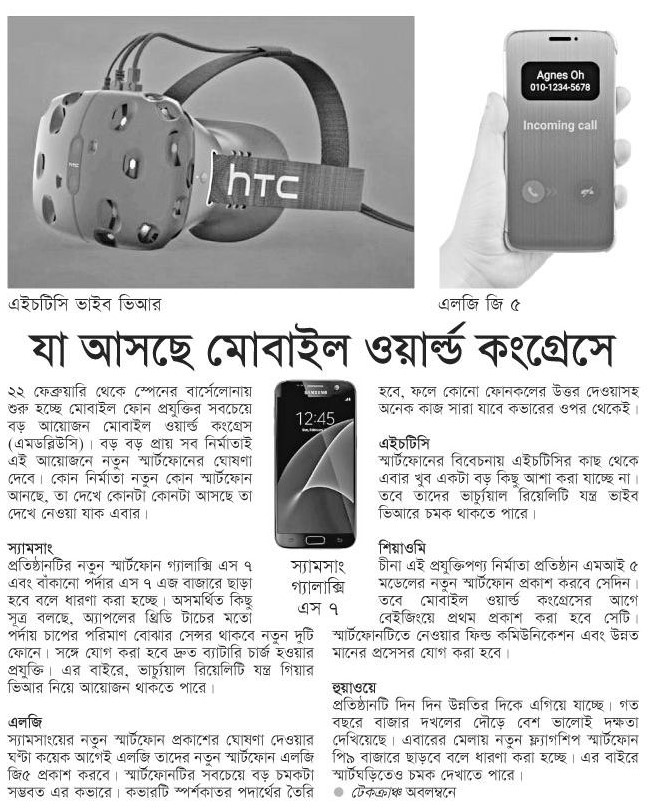 hTC
Agnes Oh
010-1234-5678
Incoming call
এইচটিসি ভাইব ভিআর
এলজি জি ৫
যা আসছে মোবাইল ওয়ার্ল্ড কংগ্রেসে
২২ ফেব্রুয়ারি থেকে স্পেনের বার্সেলোনায়
শুরু হচ্ছে মোবাইল ফোন প্রযুক্তির সবচেয়ে
বড় আয়োজন মোবাইল ওয়ার্ল্ড কংগ্রেস
(এমডব্লিউসি)। বড় বড় প্রায় সব নির্মাতাই
এই আয়োজনে নতুন স্মার্টফোনের ঘোষণা
দেবে। কোন নির্মাতা নতুন কোন স্মার্টফোন
আনছে, তা দেখে কোনটা কোনটা আসছে তা
দেখে নেওয়া যাক এবার।
স্যামসাং
প্রতিষ্ঠানটির নতুন স্মার্টফোন গ্যালাক্সি এস ৭
এবং বাঁকানো পর্দার এস ৭ এজ বাজারে ছাড়া
হবে বলে ধারণা করা হচ্ছে। অসমর্থিত কিছু
সূত্র বলছে, অ্যাপলের থ্রিডি টাচের মতো
পর্দায় চাপের পরিমাণ বোঝার সেন্সর থাকবে নতুন দুটি
ফোনে। সঙ্গে যোগ করা হবে দ্রুত ব্যাটারি চার্জ হওয়ার
প্রযুক্তি। এর বাইরে, ভার্চ্যুয়াল রিয়েলিটি যন্ত্র গিয়ার
ভিআর নিয়ে আয়োজন থাকতে পারে।
এলজি
স্যামসাংয়ের নতুন স্মার্টফোন প্রকাশের ঘোষণা দেওয়ার
ঘণ্টা কয়েক আগেই এলজি তাদের নতুন স্মার্টফোন এলজি
জি৫ প্রকাশ করবে। স্মার্টফোনটির সবচেয়ে বড় চমকটা
সম্ভবত এর কভারে। কভারটি স্পর্শকাতর পদার্থের তৈরি
SAMSUNG
12:45
স্যামসাং
গ্যালাক্সি
এস ৭
হবে, ফলে কোনো ফোনকলের উত্তর দেওয়াসহ
অনেক কাজ সারা যাবে কভারের ওপর থেকেই।
এইচটিসি
স্মার্টফোনের বিবেচনায় এইচটিসির কাছ থেকে
এবার খুব একটা বড় কিছু আশা করা যাচ্ছে না।
তবে তাদের ভার্চ্যুয়াল রিয়েলিটি যন্ত্র ভাইব
ভিআরে চমক থাকতে পারে।
শিয়াওমি
চীনা এই প্রযুক্তিপণ্য নির্মাতা প্রতিষ্ঠান এমআই ৫
মডেলের নতুন স্মার্টফোন প্রকাশ করবে সেদিন।
তবে মোবাইল ওয়ার্ল্ড কংগ্রেসের আগে
বেইজিংয়ে প্রথম প্রকাশ করা হবে সেটি।
স্মার্টফোনটিতে নেওয়ার ফিল্ড কমিউনিকেশন এবং উন্নত
মানের প্রসেসর যোগ করা হবে।
হুয়াওয়ে
প্রতিষ্ঠানটি দিন দিন উন্নতির দিকে এগিয়ে যাচ্ছে। গত
বছরে বাজার দখলের দৌড়ে বেশ ভালোই দক্ষতা
দেখিয়েছে। এবারের মেলায় নতুন ফ্ল্যাগশিপ স্মার্টফোন
পি৯ বাজারে ছাড়বে বলে ধারণা করা হচ্ছে। এর বাইরে
স্মার্টঘড়িতেও চমক দেখাতে পারে।
● টেকক্রাঞ্চ অবলম্বনে